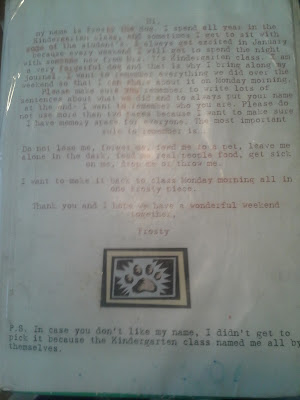 Hi,
my name is Frosty the dog. I spend all year in the
Kindergarten class, and sometimes I get to sit with
some of the student's. I always get excited in January
because every weekend I will get to spend the night
with someone new from Mrs. 's Kindergarten class. I am
a very forgetful dog and that is why I bring along my
journal. I want to remember everything we did over the
weekend so that I can share about it on Monday morning.
Please make sure you remember to write lots of
sentences about what we did and to always put your name
at the end. I want to remember who you are. Please do
not use more than two pages because I want to make sure
I have enough space for everyone. The most important
rule to remember is
Do not lose me, forget me, feed me to a pet, leave me
alone in the dark, feed me real people food, get sick
on me, drop me or throw me.
I want to make it back to class Monday morning all in
one frosty piece.
Thank you and I hope we have a wonderful weekend
together,
Frosty
P.S. In case you don't like my name, I didn't get to
pick it because the Kindergarten class named me all by
themselves.